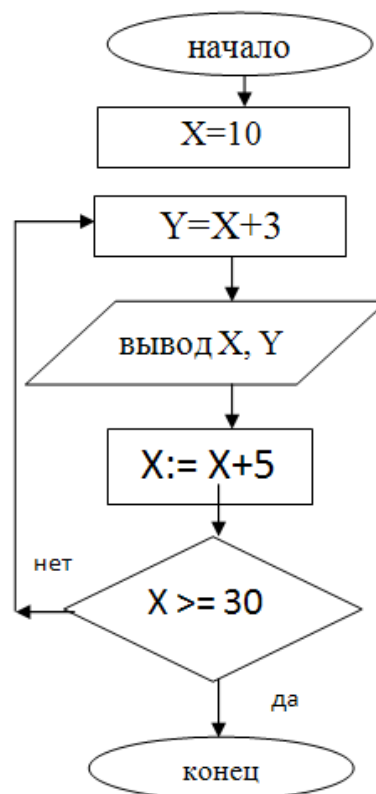 начало
X=10
Y=X+3
вывод X, Y
X:= X+5
нет
X >= 30
да
конец